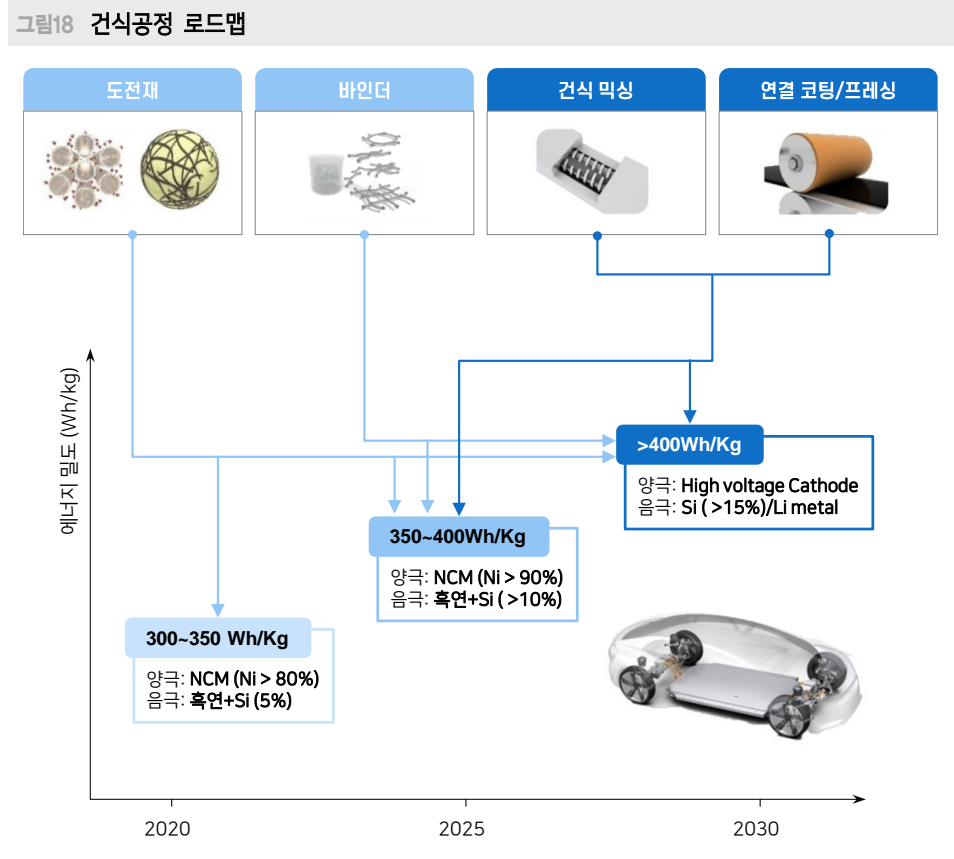 그림18 건식공정 로드맵
도전재
바인더
건식 믹싱
연결 코팅/프레싱
에너지 밀도 (Wh/kg)
>400Wh/Kg
양극: High voltage Cathode
음극: Si ( >15%)/Li metal
350~400Wh/Kg
양극: NCM (Ni > 90%)
음극: 흑연+Si ( >10%)
300~350 Wh/Kg
양극: NCM (Ni > 80%)
음극: 흑연+Si (5%)
2020
2025
2030